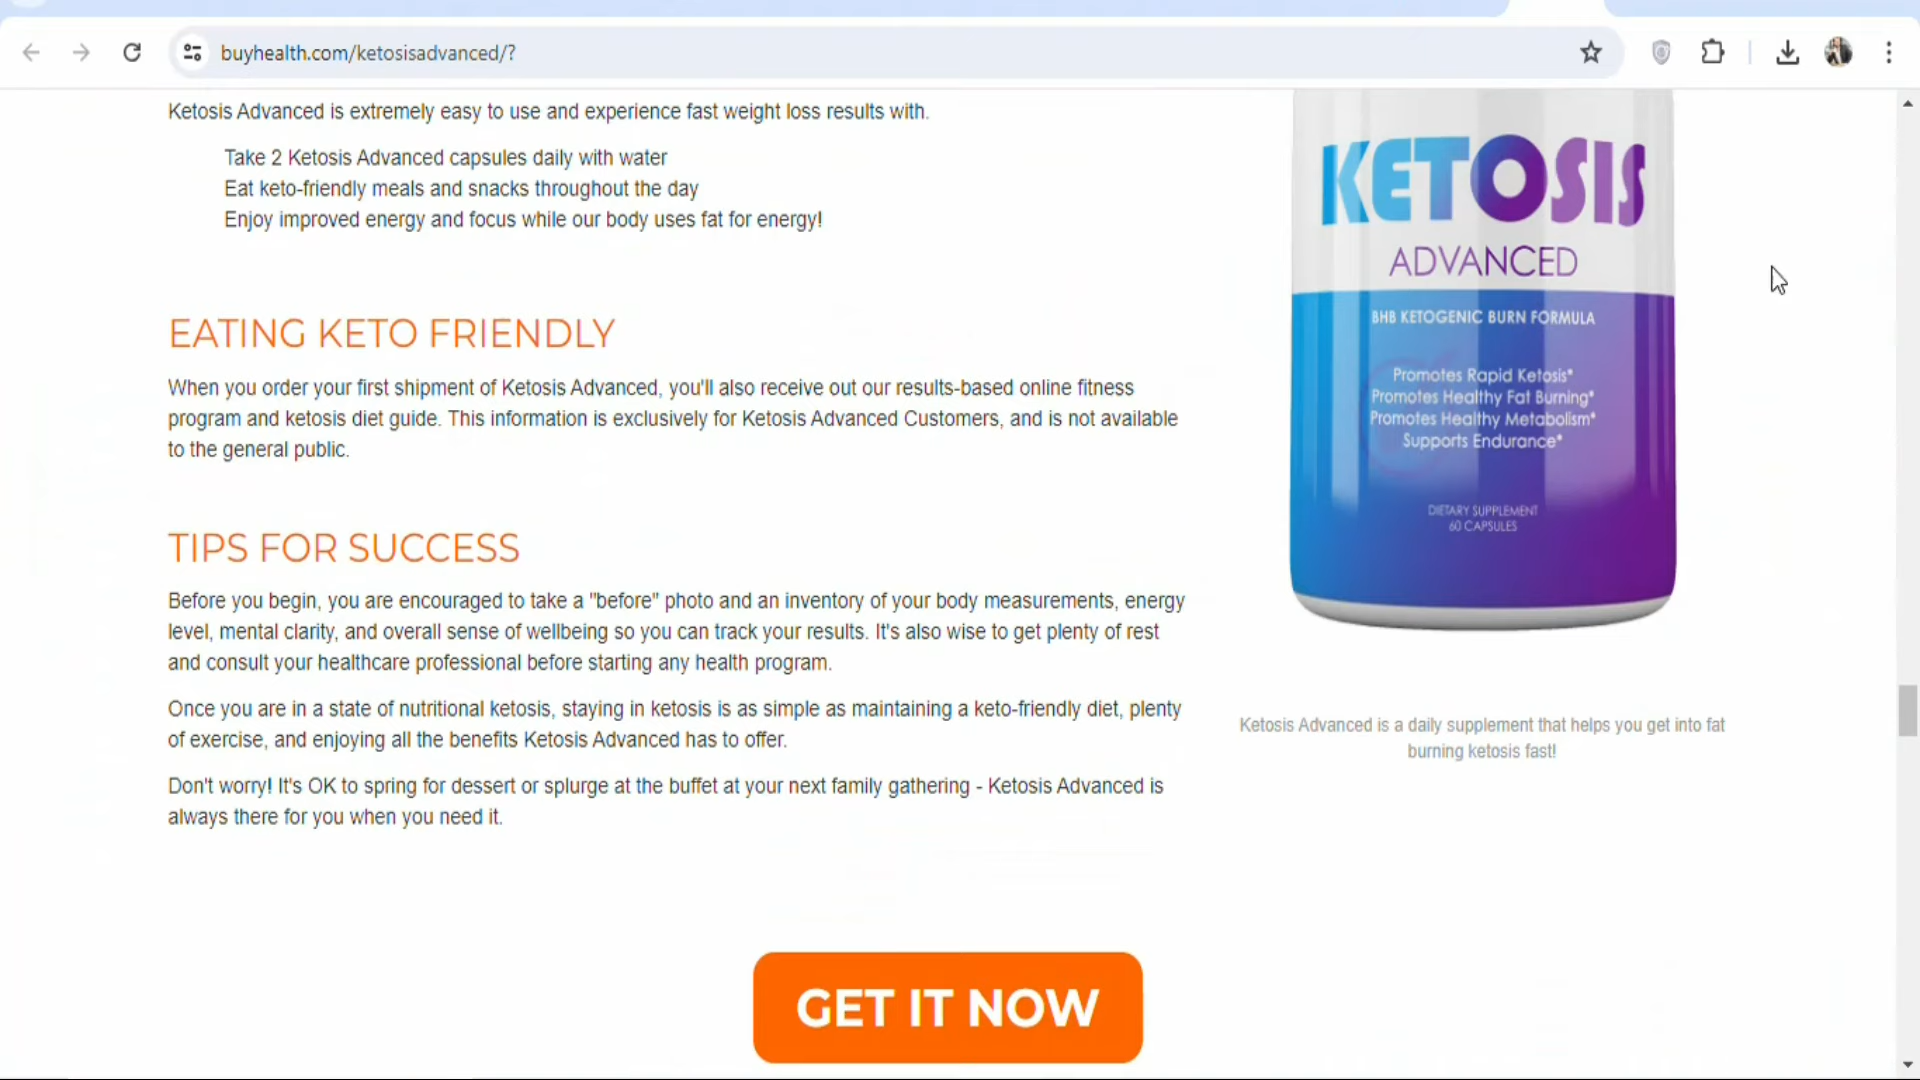 buyhealth.com/ketosisadvanced/?
Ketosis Advanced is extremely easy to use and experience fast weight loss results with.
Take 2 Ketosis Advanced capsules daily with water
Eat keto-friendly meals and snacks throughout the day
Enjoy improved energy and focus while our body uses fat for energy!
EATING KETO FRIENDLY
When you order your first shipment of Ketosis Advanced, you'll also receive out our results-based online fitness
program and ketosis diet guide. This information is exclusively for Ketosis Advanced Customers, and is not available
to the general public.
TIPS FOR SUCCESS
Before you begin, you are encouraged to take a "before" photo and an inventory of your body measurements, energy
level, mental clarity, and overall sense of wellbeing so you can track your results. It's also wise to get plenty of rest
and consult your healthcare professional before starting any health program.
Once you are in a state of nutritional ketosis, staying in ketosis is as simple as maintaining a keto-friendly diet, plenty
of exercise, and enjoying all the benefits Ketosis Advanced has to offer.
Don't worry! It's OK to spring for dessert or splurge at the buffet at your next family gathering - Ketosis Advanced is
always there for you when you need it.
KETOSIS
ADVANCED
BHB KETOGENIC BURN FORMULA
Promotes Rapid Ketosis*
Promotes Healthy Fat Burning*
Promotes Healthy Metabolism*
Supports Endurance*
DIETARY SUPPLEMENT
60 CAPSULES
Ketosis Advanced is a daily supplement that helps you get into fat
burning ketosis fast!
GET IT NOW